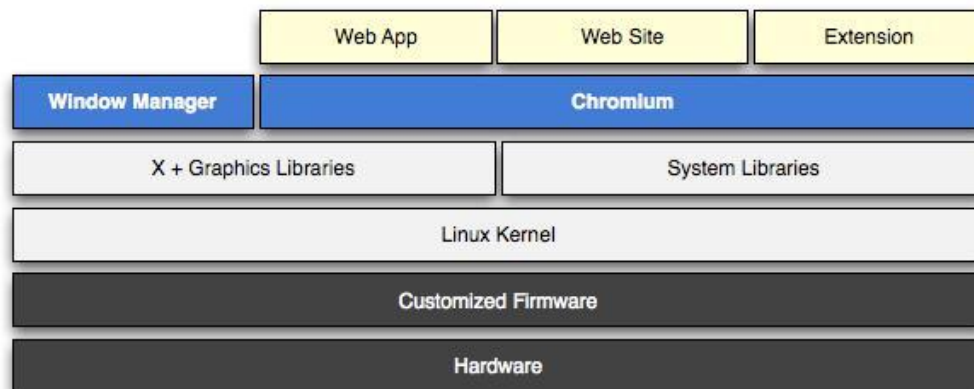 Web App
Web Site
Extension
Window Manager
Chromium
X + Graphics Libraries
System Libraries
Linux Kernel
Customized Firmware
Hardware